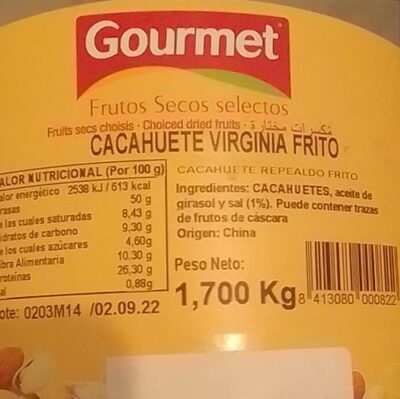 Gourmet
Frutos Secos selectos
Fruits secs choisis · Choiced dried fruits · مكسرات مختارة
CACAHUETE VIRGINIA FRITO
ALOR NUTRICIONAL (Por 100 g)
alor energético 2538 kJ / 613 kcal
rasas 50 g
e las cuales saturadas 8,43 g
idratos de carbono 9,30 g
e los cuales azúcares 4,60g
ibra Alimentaria 10.30 g
roteínas 26,30 g
al 0,88g
ote: 0203M14 /02.09.22
CACAHUETE REPEALDO FRITO
Ingredientes: CACAHUETES, aceite de
girasol y sal (1%). Puede contener trazas
de frutos de cáscara
Origen: China
Peso Neto:
1,700 Kg
8 413080 000822